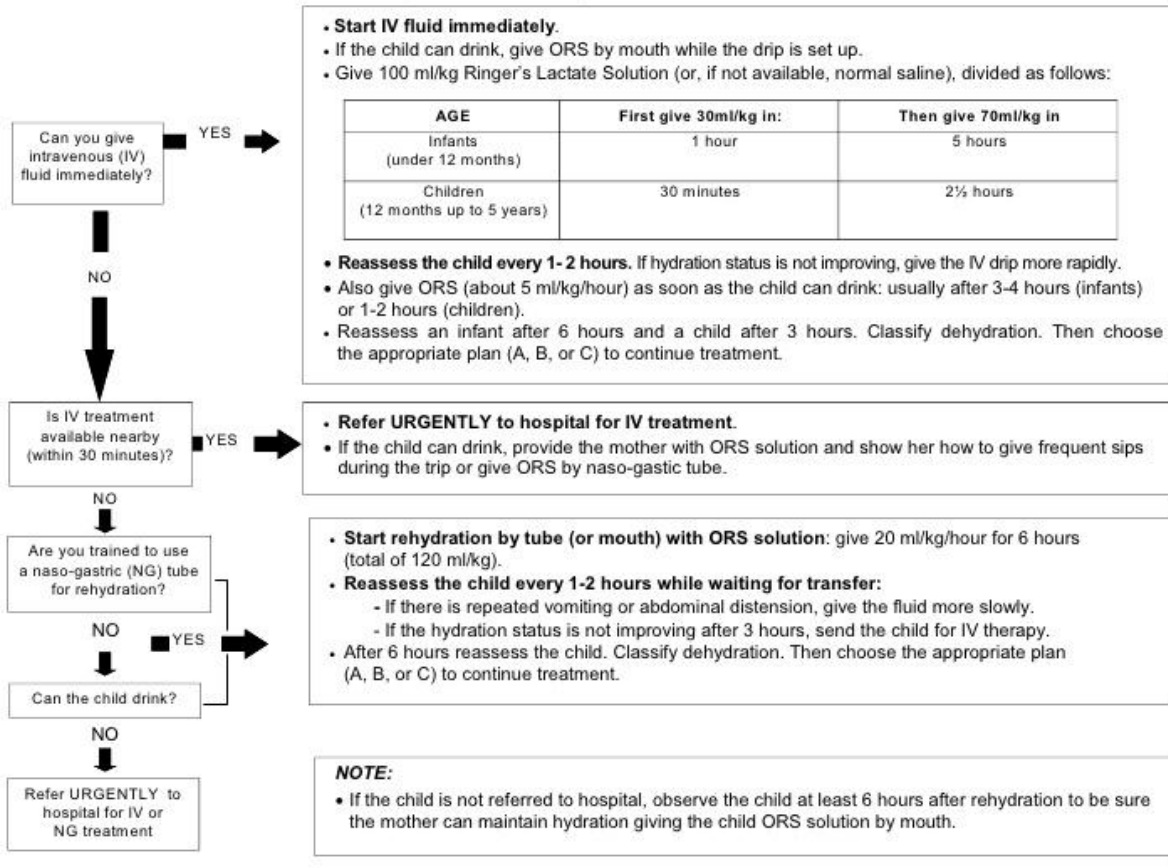 Can you give
intravenous (IV)
fluid immediately?
YES
• Start IV fluid immediately.
• If the child can drink, give ORS by mouth while the drip is set up.
• Give 100 ml/kg Ringer's Lactate Solution (or, if not available, normal saline), divided as follows:
AGE First give 30ml/kg in: Then give 70ml/kg in
Infants 1 hour 5 hours
(under 12 months)
Children 30 minutes 2½ hours
(12 months up to 5 years)
• Reassess the child every 1- 2 hours. If hydration status is not improving, give the IV drip more rapidly.
• Also give ORS (about 5 ml/kg/hour) as soon as the child can drink: usually after 3-4 hours (infants)
or 1-2 hours (children).
• Reassess an infant after 6 hours and a child after 3 hours. Classify dehydration. Then choose
the appropriate plan (A, B, or C) to continue treatment.
NO
Is IV treatment
available nearby
(within 30 minutes)?
YES
• Refer URGENTLY to hospital for IV treatment.
• If the child can drink, provide the mother with ORS solution and show her how to give frequent sips
during the trip or give ORS by naso-gastic tube.
NO
Are you trained to use
a naso-gastric (NG) tube
for rehydration?
NO
YES
• Start rehydration by tube (or mouth) with ORS solution: give 20 ml/kg/hour for 6 hours
(total of 120 ml/kg).
• Reassess the child every 1-2 hours while waiting for transfer:
- If there is repeated vomiting or abdominal distension, give the fluid more slowly.
- If the hydration status is not improving after 3 hours, send the child for IV therapy.
• After 6 hours reassess the child. Classify dehydration. Then choose the appropriate plan
(A, B, or C) to continue treatment.
Can the child drink?
NO
Refer URGENTLY to
hospital for IV or
NG treatment
NOTE:
• If the child is not referred to hospital, observe the child at least 6 hours after rehydration to be sure
the mother can maintain hydration giving the child ORS solution by mouth.